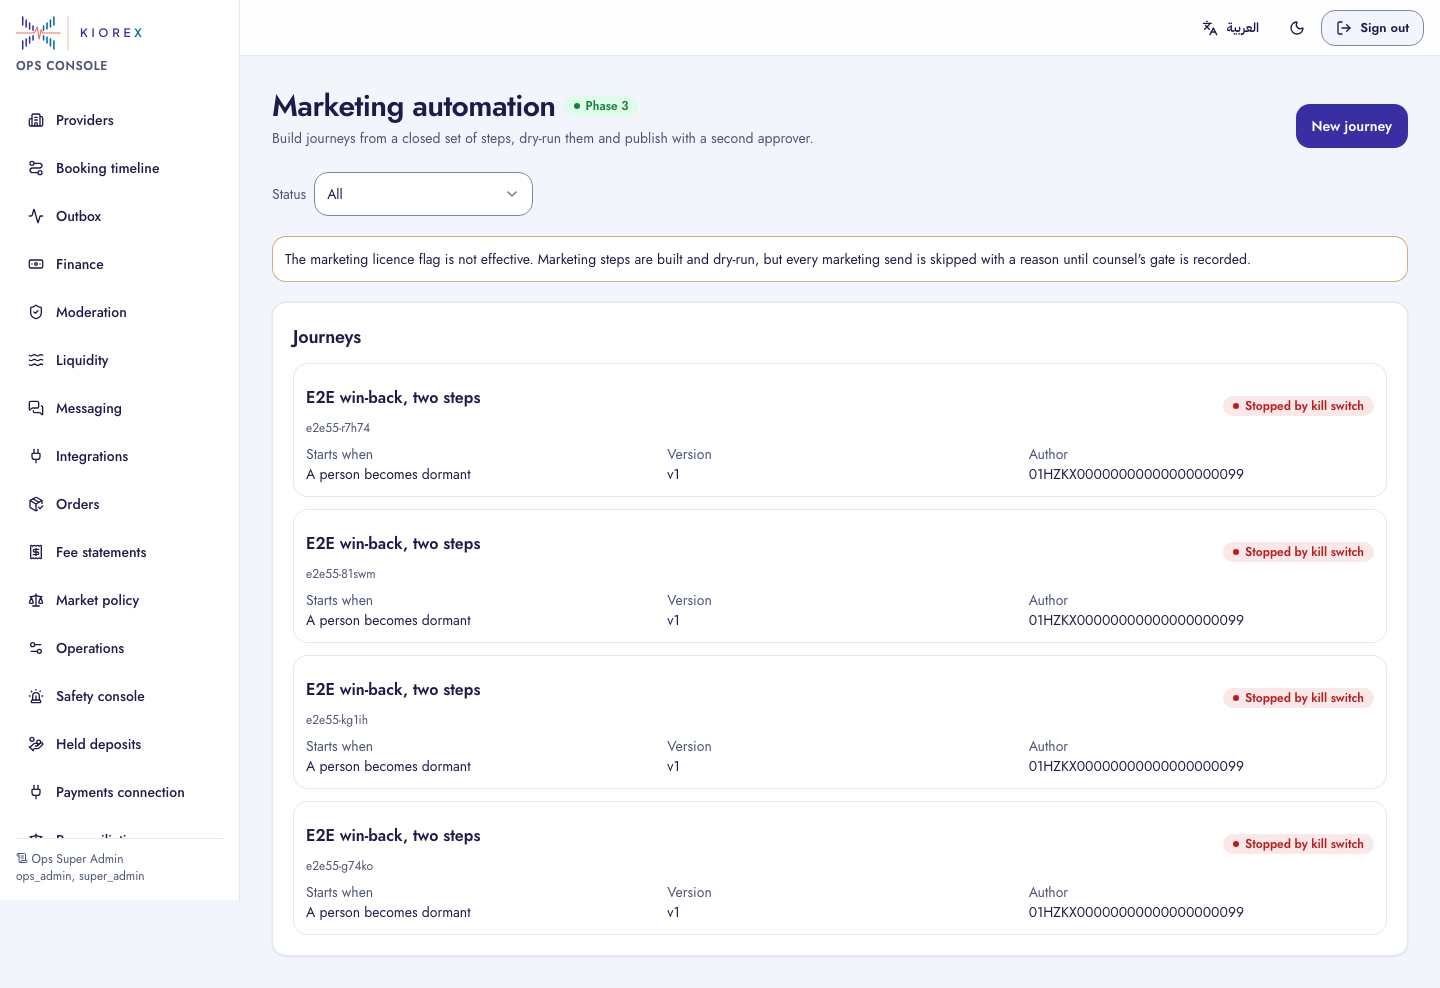 KIOREX
OPS CONSOLE
Providers
Booking timeline
Outbox
Finance
Moderation
Liquidity
Messaging
Integrations
Orders
Fee statements
Market policy
Operations
Safety console
Held deposits
Payments connection
Ops Super Admin
ops_admin, super_admin
العربية
Sign out
Marketing automation
Phase 3
Build journeys from a closed set of steps, dry-run them and publish with a second approver.
New journey
Status
All
The marketing licence flag is not effective. Marketing steps are built and dry-run, but every marketing send is skipped with a reason until counsel's gate is recorded.
Journeys
E2E win-back, two steps
Stopped by kill switch
e2e55-r7h74
Starts when Version Author
A person becomes dormant v1 01HZKX00000000000000000099
E2E win-back, two steps
Stopped by kill switch
e2e55-81swm
Starts when Version Author
A person becomes dormant v1 01HZKX00000000000000000099
E2E win-back, two steps
Stopped by kill switch
e2e55-kg1ih
Starts when Version Author
A person becomes dormant v1 01HZKX00000000000000000099
E2E win-back, two steps
Stopped by kill switch
e2e55-g74ko
Starts when Version Author
A person becomes dormant v1 01HZKX00000000000000000099